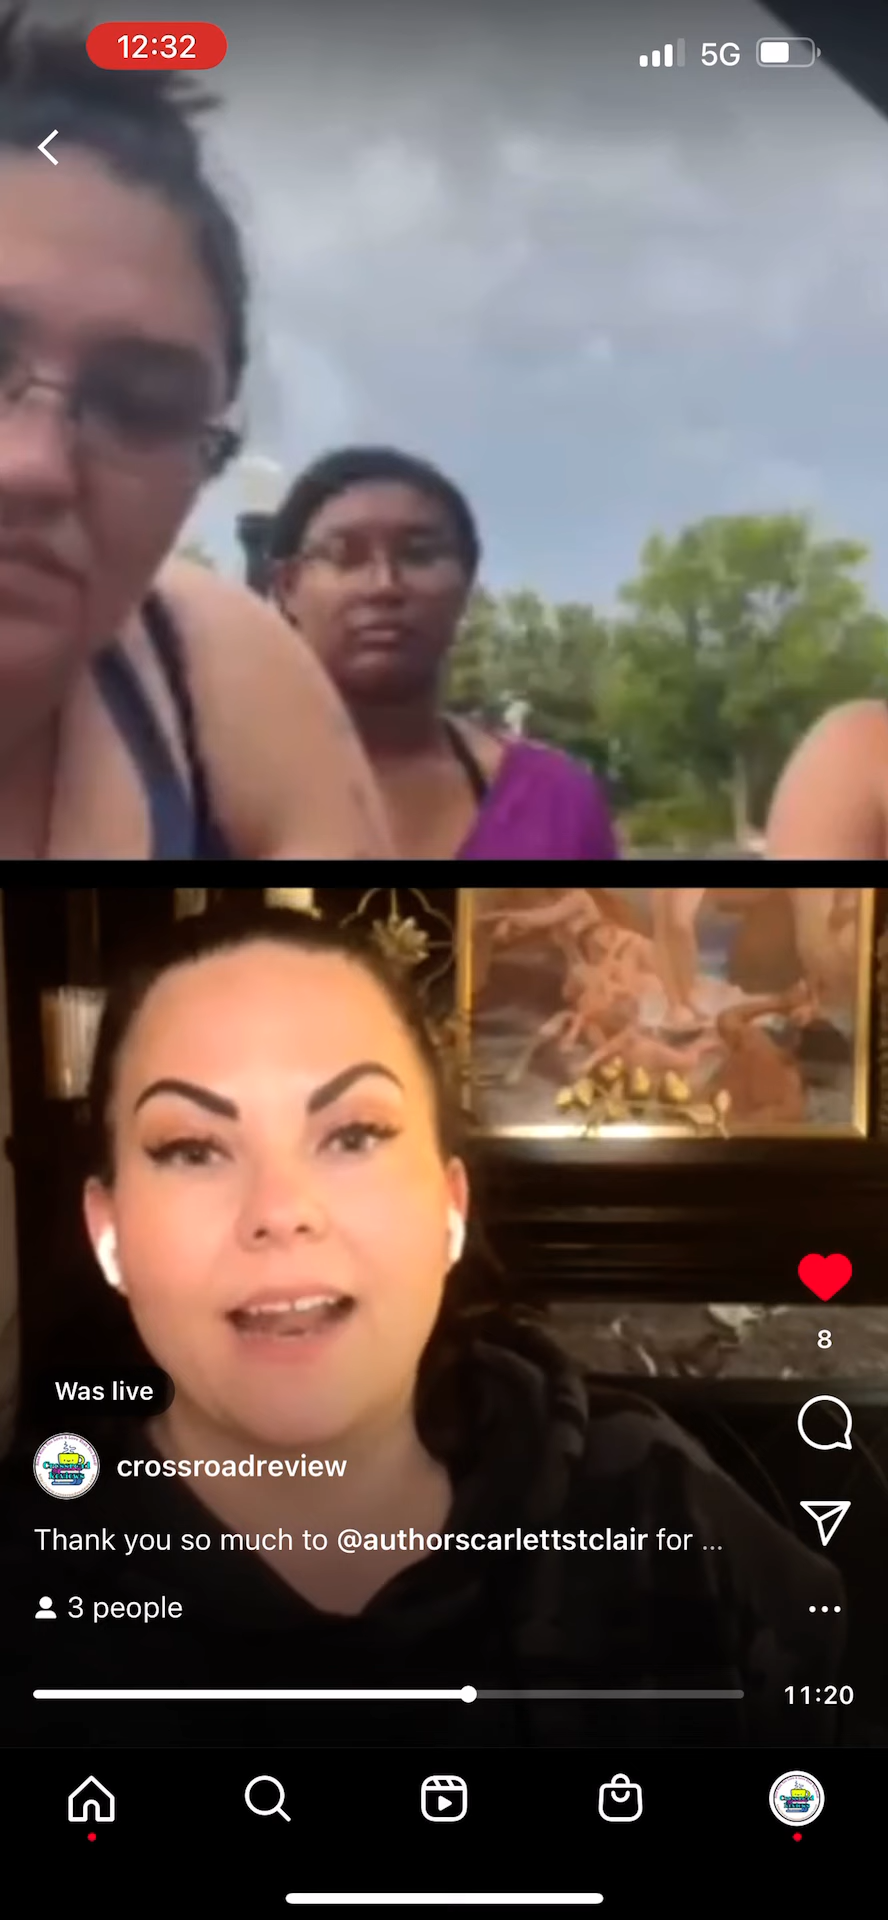 12:32
5G
8
Was live
crossroadreview
Thank you so much to @authorscarlettstclair for ...
3 people
11:20